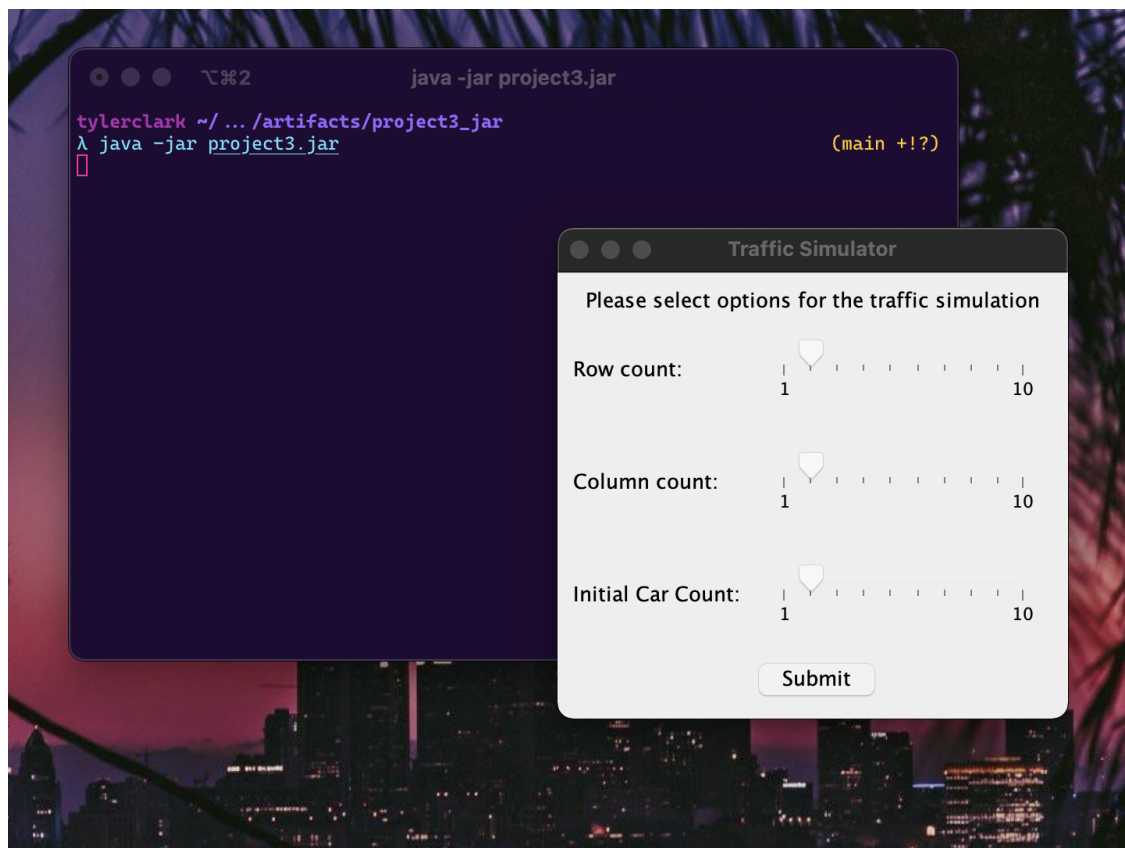 ⌥⌘2 java -jar project3.jar
tylerclark ~/ … /artifacts/project3_jar
λ java -jar project3.jar (main +!?)
Traffic Simulator
Please select options for the traffic simulation
Row count:
1 10
Column count:
1 10
Initial Car Count:
1 10
Submit